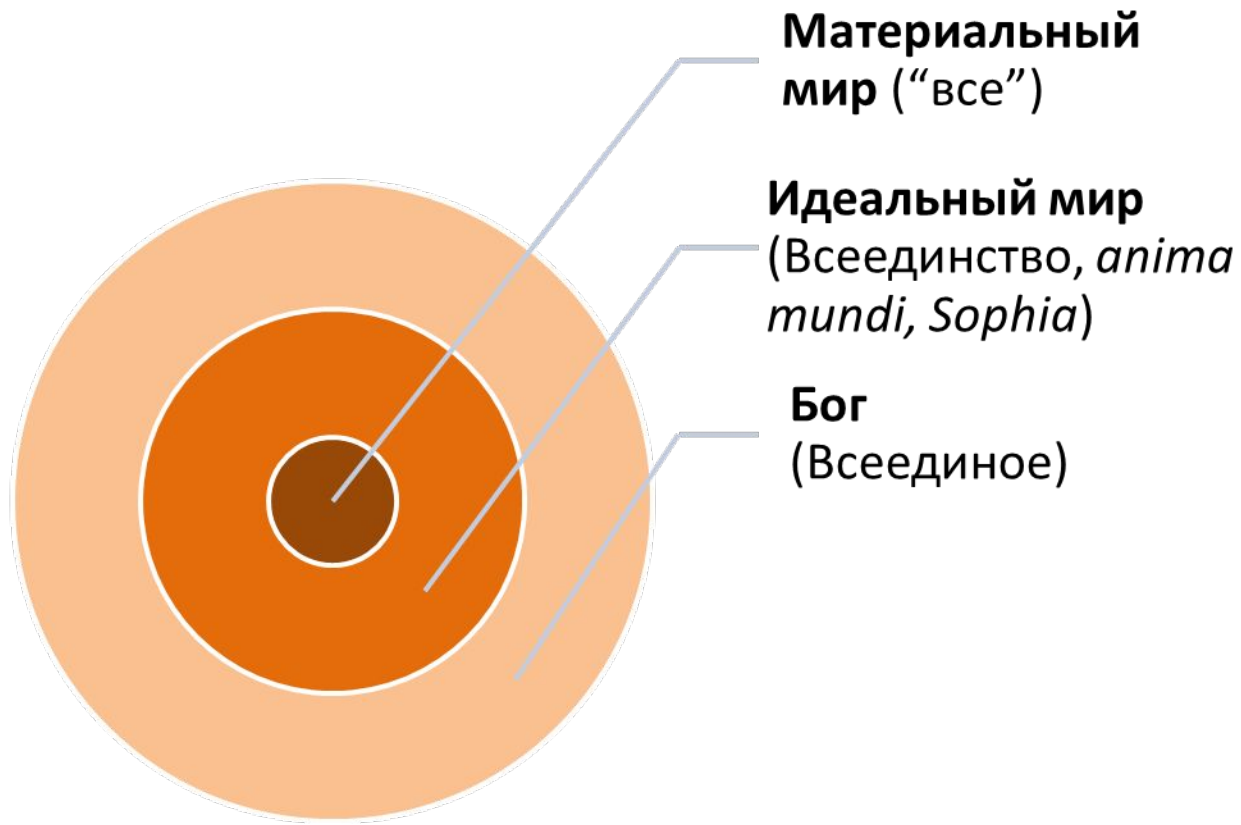 Материальный
мир (“все”)
Идеальный мир
(Всеединство, anima
mundi, Sophia)
Бог
(Всеединое)